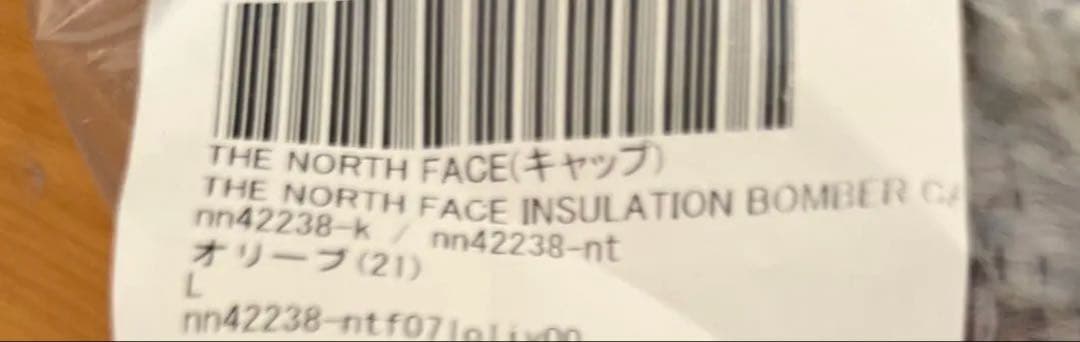 THE NORTH FACE(キャップ)
THE NORTH FACE INSULATION BOMBER CA
nn42238-k / nn42238-nt
オリーブ(21)
L